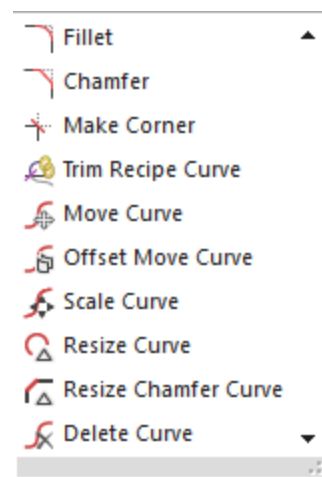 Fillet
Chamfer
Make Corner
Trim Recipe Curve
Move Curve
Offset Move Curve
Scale Curve
Resize Curve
Resize Chamfer Curve
Delete Curve